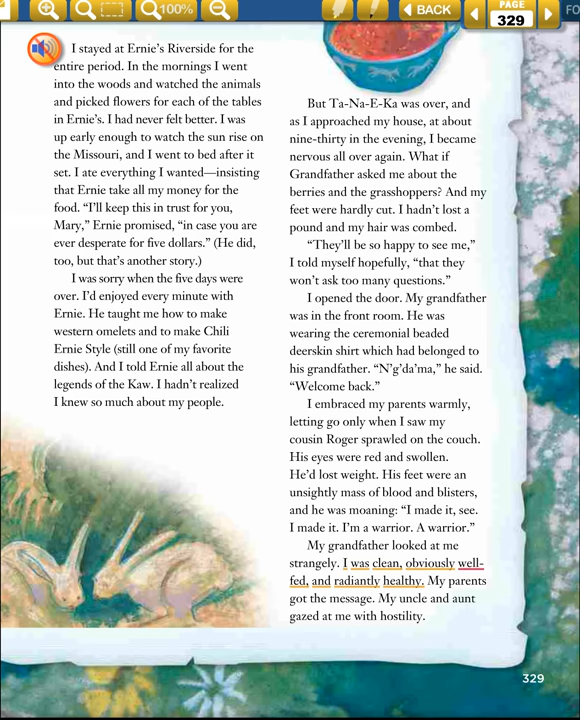 100%
BACK
PAGE
329
FO
I stayed at Ernie's Riverside for the
entire period. In the mornings I went
into the woods and watched the animals
and picked flowers for each of the tables
in Ernie's. I had never felt better. I was
up early enough to watch the sun rise on
the Missouri, and I went to bed after it
set. I ate everything I wanted—insisting
that Ernie take all my money for the
food. “I'll keep this in trust for you,
Mary,” Ernie promised, “in case you are
ever desperate for five dollars.” (He did,
too, but that's another story.)
I was sorry when the five days were
over. I'd enjoyed every minute with
Ernie. He taught me how to make
western omelets and to make Chili
Ernie Style (still one of my favorite
dishes). And I told Ernie all about the
legends of the Kaw. I hadn't realized
I knew so much about my people.
But Ta-Na-E-Ka was over, and
as I approached my house, at about
nine-thirty in the evening, I became
nervous all over again. What if
Grandfather asked me about the
berries and the grasshoppers? And my
feet were hardly cut. I hadn't lost a
pound and my hair was combed.
“They'll be so happy to see me,”
I told myself hopefully, “that they
won't ask too many questions.”
I opened the door. My grandfather
was in the front room. He was
wearing the ceremonial beaded
deerskin shirt which had belonged to
his grandfather. “N'g'da'ma,” he said.
“Welcome back.”
I embraced my parents warmly,
letting go only when I saw my
cousin Roger sprawled on the couch.
His eyes were red and swollen.
He'd lost weight. His feet were an
unsightly mass of blood and blisters,
and he was moaning: “I made it, see.
I made it. I'm a warrior. A warrior.”
My grandfather looked at me
strangely. I was clean, obviously well-
fed, and radiantly healthy. My parents
got the message. My uncle and aunt
gazed at me with hostility.
329